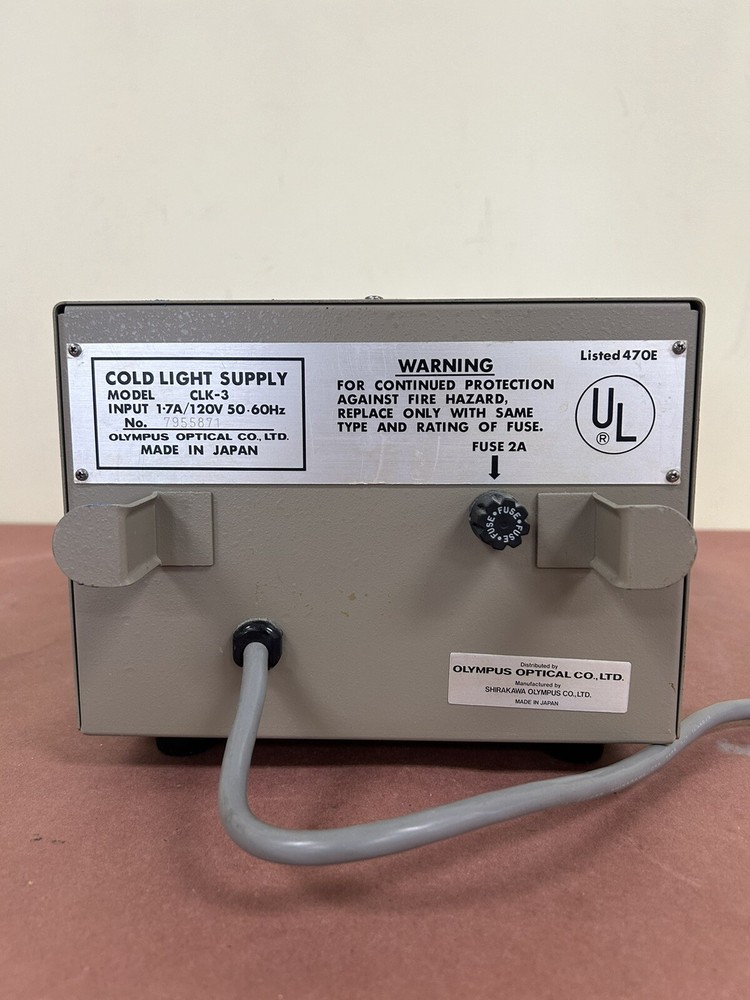 COLD LIGHT SUPPLY
MODEL CLK-3
INPUT 1·7A/120V 50·60Hz
No. 7955871
OLYMPUS OPTICAL CO., LTD.
MADE IN JAPAN
WARNING
FOR CONTINUED PROTECTION
AGAINST FIRE HAZARD,
REPLACE ONLY WITH SAME
TYPE AND RATING OF FUSE.
FUSE 2A
Listed 470E
UL
®
FUSE•FUSE•FUSE•FUSE•
Distributed by
OLYMPUS OPTICAL CO., LTD.
Manufactured by
SHIRAKAWA OLYMPUS CO., LTD.
MADE IN JAPAN